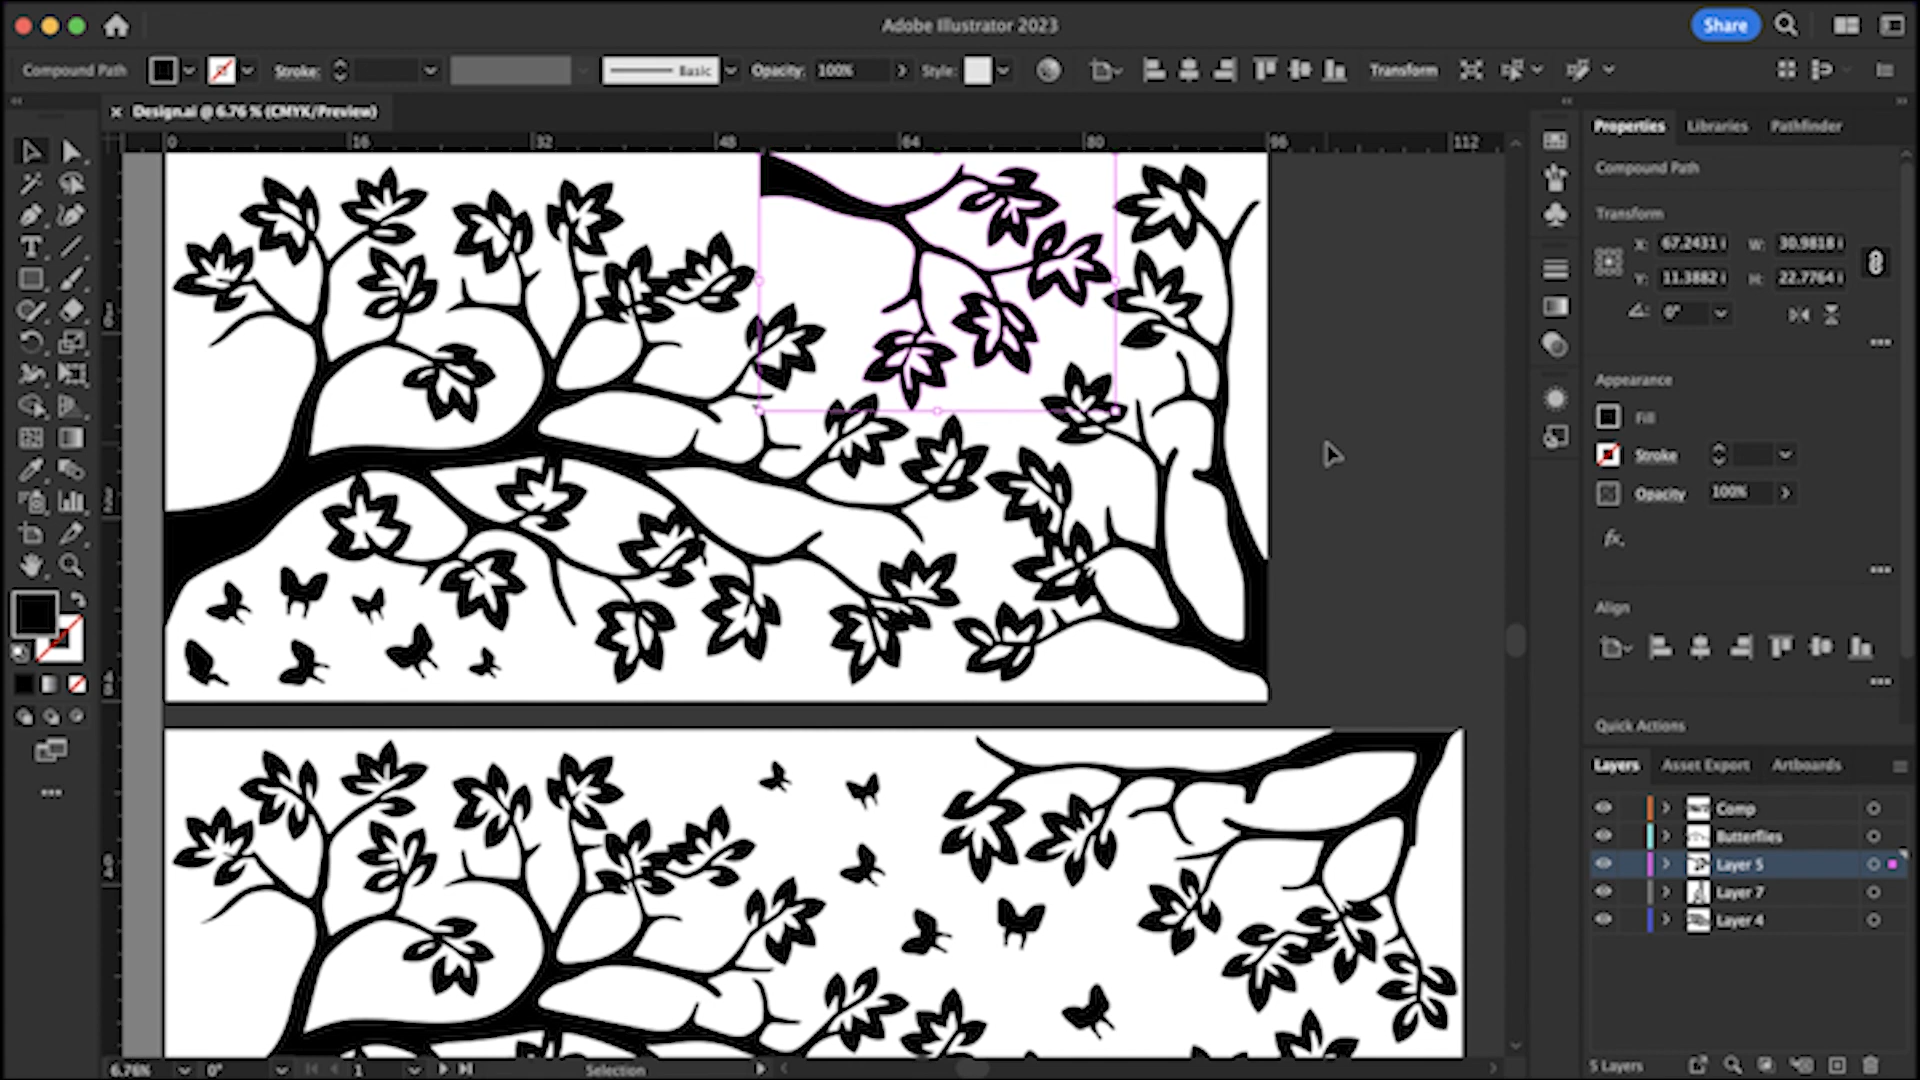 Adobe Illustrator 2023
Share
Compound Path
Stroke:
Basic
Opacity: 100%
Style:
Transform
Design.ai @ 6.76 % (CMYK/Preview)
0 16 32 48 64 80 96 112
Properties Libraries Pathfinder
Compound Path
Transform
X: 67.2431 i W: 30.9818 i
Y: 11.3882 i H: 22.7764 i
0°
Appearance
Fill
Stroke
Opacity 100%
fx.
Align
Quick Actions
Layers Asset Export Artboards
Comp
Butterflies
Layer 5
Layer 7
Layer 4
5 Layers
6.76% 0° 1 Selection